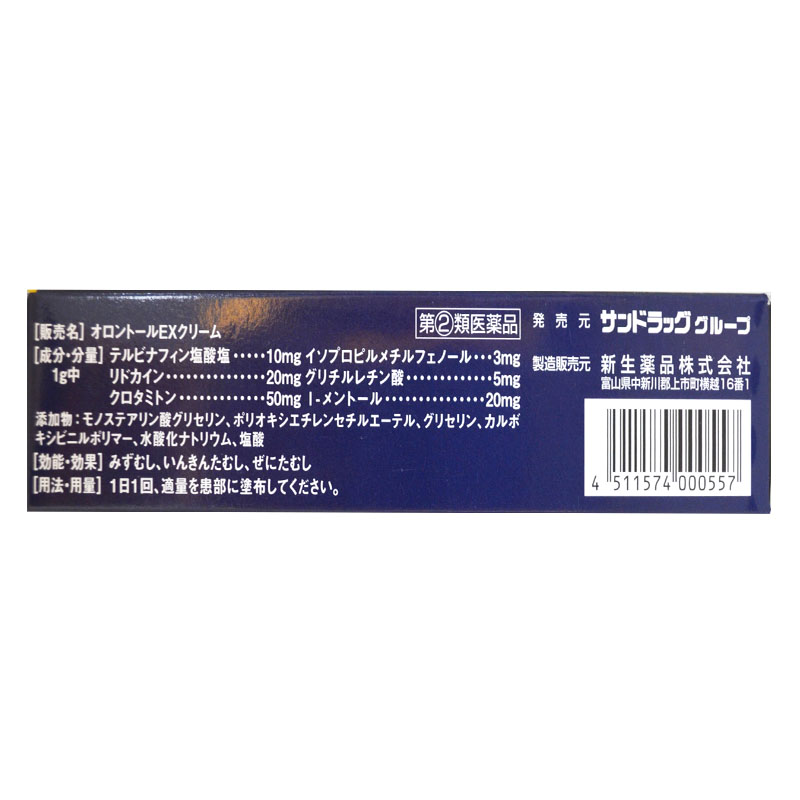 [販売名] オロントールEXクリーム
指②類医薬品
[成分・分量] テルビナフィン塩酸塩……10mg イソプロピルメチルフェノール…3mg
1g中 リドカイン……………20mg グリチルレチン酸……………5mg
クロタミトン……………50mg l-メントール………………20mg
添加物：モノステアリン酸グリセリン、ポリオキシエチレンセチルエーテル、グリセリン、カルボ
キシビニルポリマー、水酸化ナトリウム、塩酸
[効能・効果] みずむし、いんきんたむし、ぜにたむし
[用法・用量] 1日1回、適量を患部に塗布してください。
発売元 サンドラッググループ
製造販売元 新生薬品株式会社
富山県中新川郡上市町横越16番1
4 511574 000557